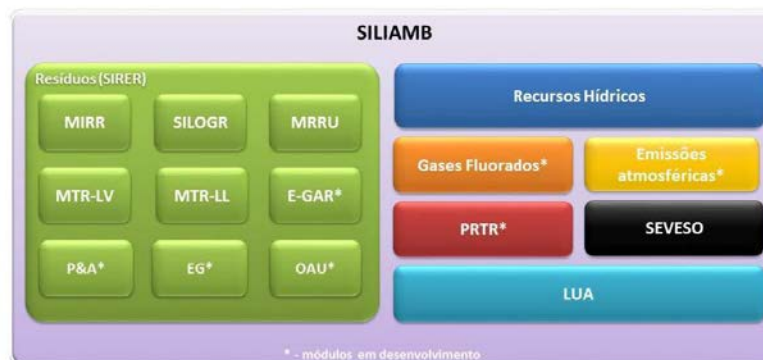 SILIAMB
Resíduos (SIRER)
MIRR
SILOGR
MRRU
MTR-LV
MTR-LL
E-GAR*
P&A*
EG*
OAU*
Recursos Hídricos
Gases Fluorados*
Emissões
atmosféricas*
PRTR*
SEVESO
LUA
* - módulos em desenvolvimento